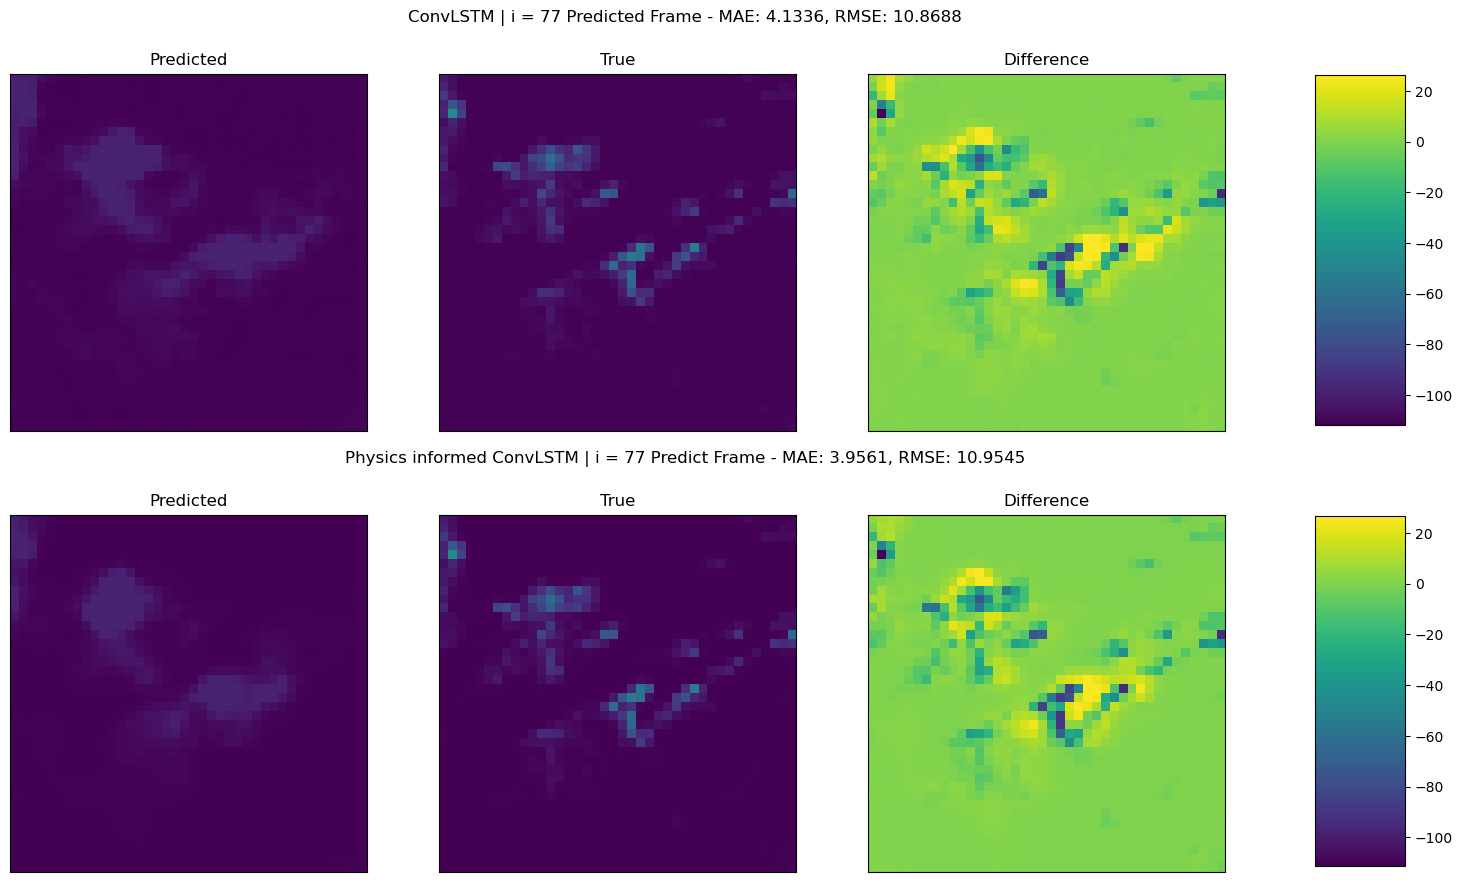 ConvLSTM | i = 77 Predicted Frame - MAE: 4.1336, RMSE: 10.8688
Predicted
True
Difference
20
0
−20
−40
−60
−80
−100
Physics informed ConvLSTM | i = 77 Predict Frame - MAE: 3.9561, RMSE: 10.9545
Predicted
True
Difference
20
0
−20
−40
−60
−80
−100